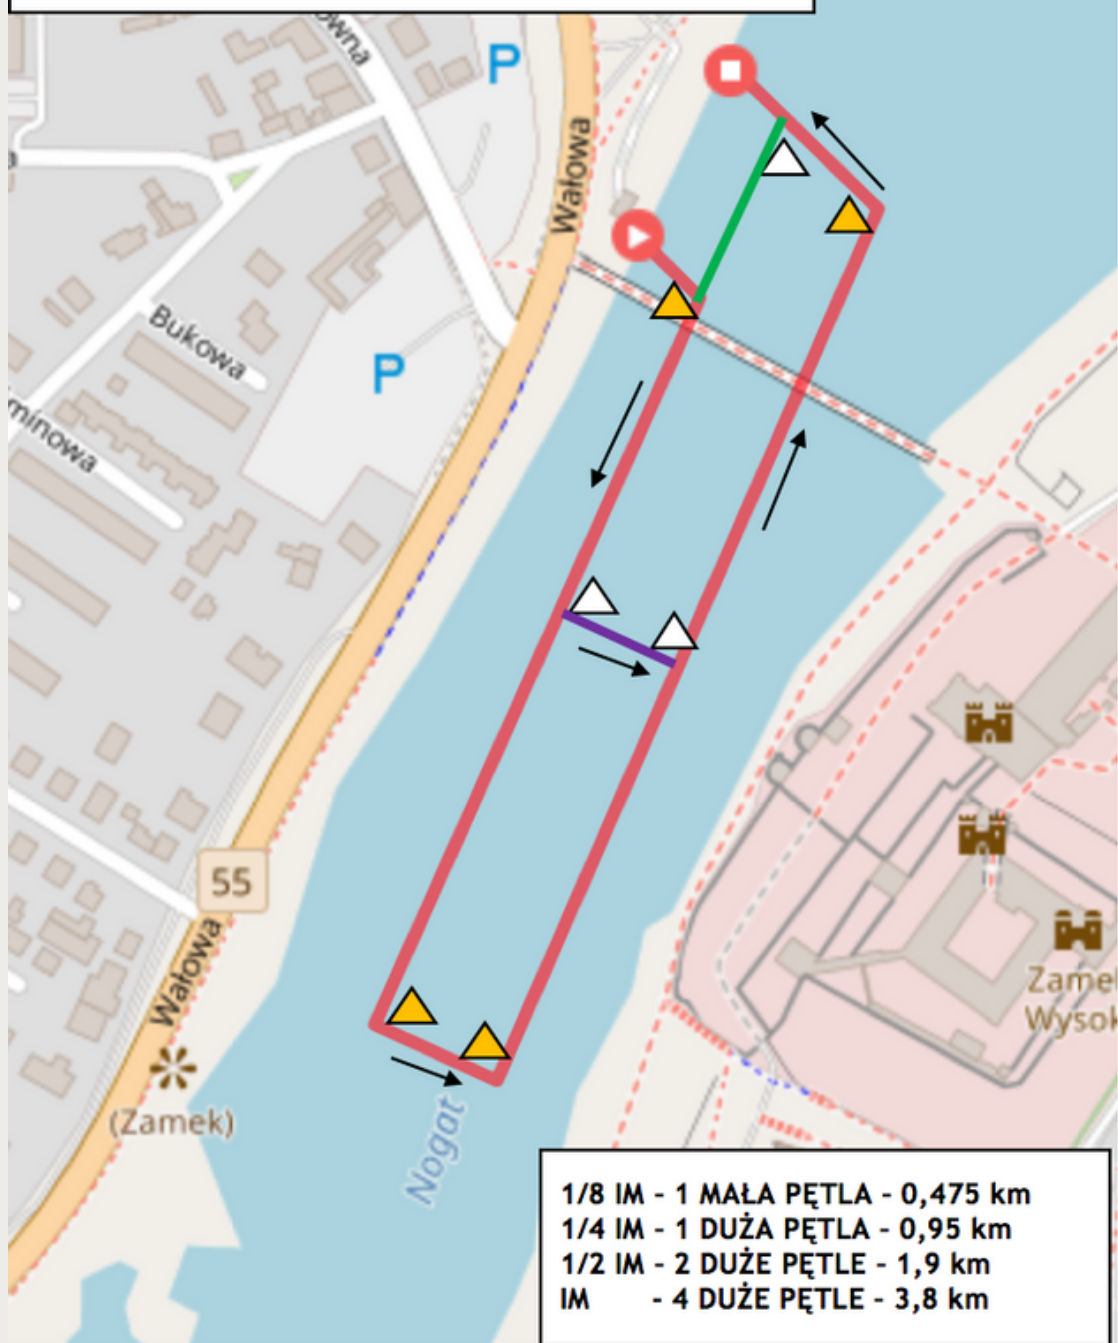 P
Wałowa
P
Bukowa
55
Wałowa
Wysok
(Zamek)
Nogat
1/8 IM - 1 MAŁA PĘTLA - 0,475 km
1/4 IM - 1 DUŻA PĘTLA - 0,95 km
1/2 IM - 2 DUŻE PĘTLE - 1,9 km
IM - 4 DUŻE PĘTLE - 3,8 km